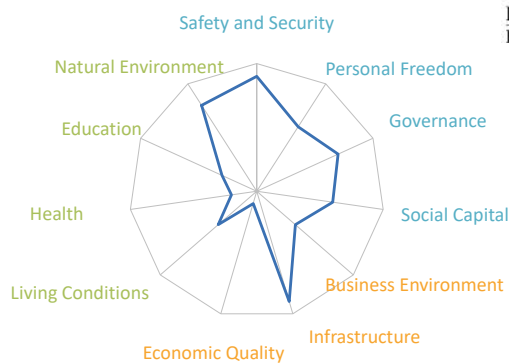 Safety and Security
Natural Environment
Personal Freedom
Education
Governance
Health
Social Capital
Living Conditions
Business Environment
Economic Quality
Infrastructure